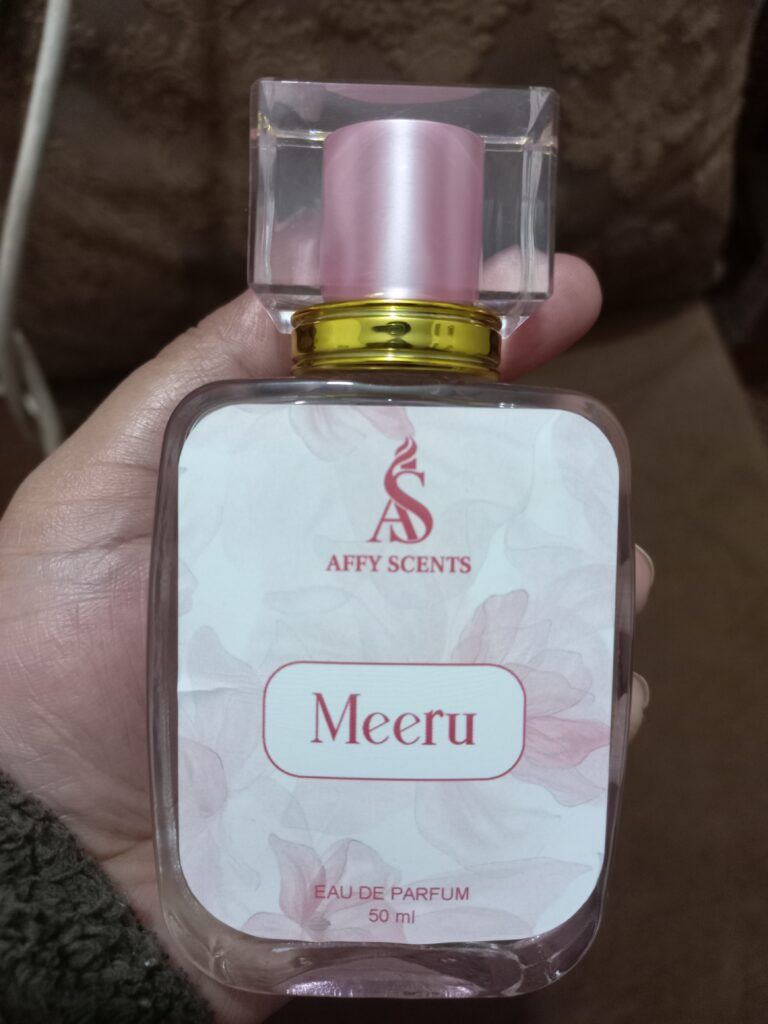 AS
AFFY SCENTS
Meeru
EAU DE PARFUM
50 ml